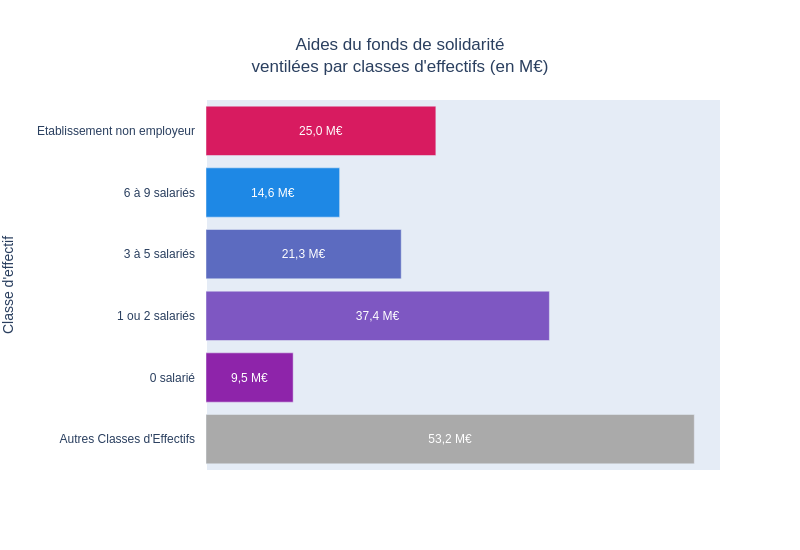 Aides du fonds de solidarité
ventilées par classes d'effectifs (en M€)
Classe d'effectif
Etablissement non employeur
25,0 M€
6 à 9 salariés
14,6 M€
3 à 5 salariés
21,3 M€
1 ou 2 salariés
37,4 M€
0 salarié
9,5 M€
Autres Classes d'Effectifs
53,2 M€